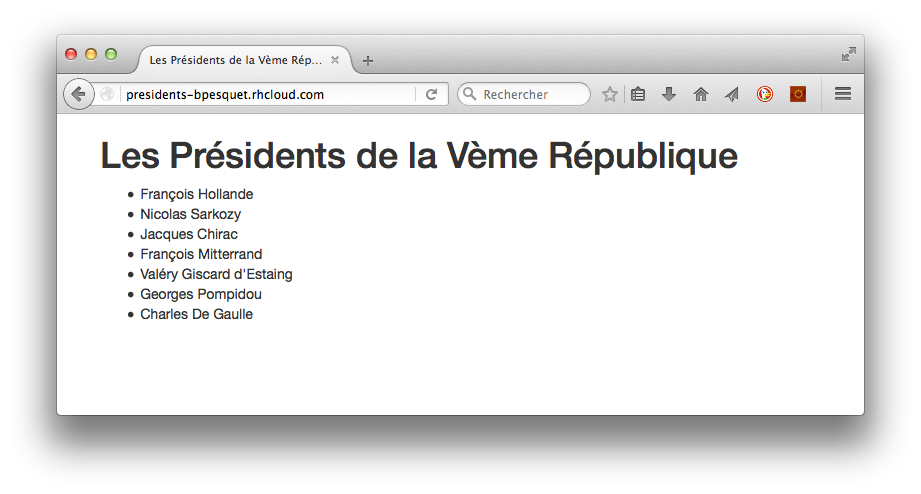 Les Présidents de la Vème Rép...
presidents-bpesquet.rhcloud.com
Rechercher
Les Présidents de la Vème République
François Hollande
Nicolas Sarkozy
Jacques Chirac
François Mitterrand
Valéry Giscard d'Estaing
Georges Pompidou
Charles De Gaulle